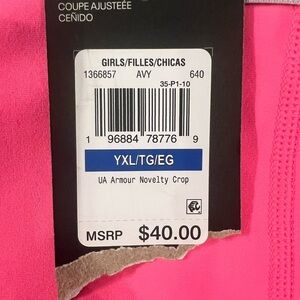 COUPE AJUSTÉE
CEÑIDO
GIRLS/FILLES/CHICAS
1366857 AVY 640
35-P1-10
1 96884 78776 9
YXL/TG/EG
UA Armour Novelty Crop
MSRP $40.00